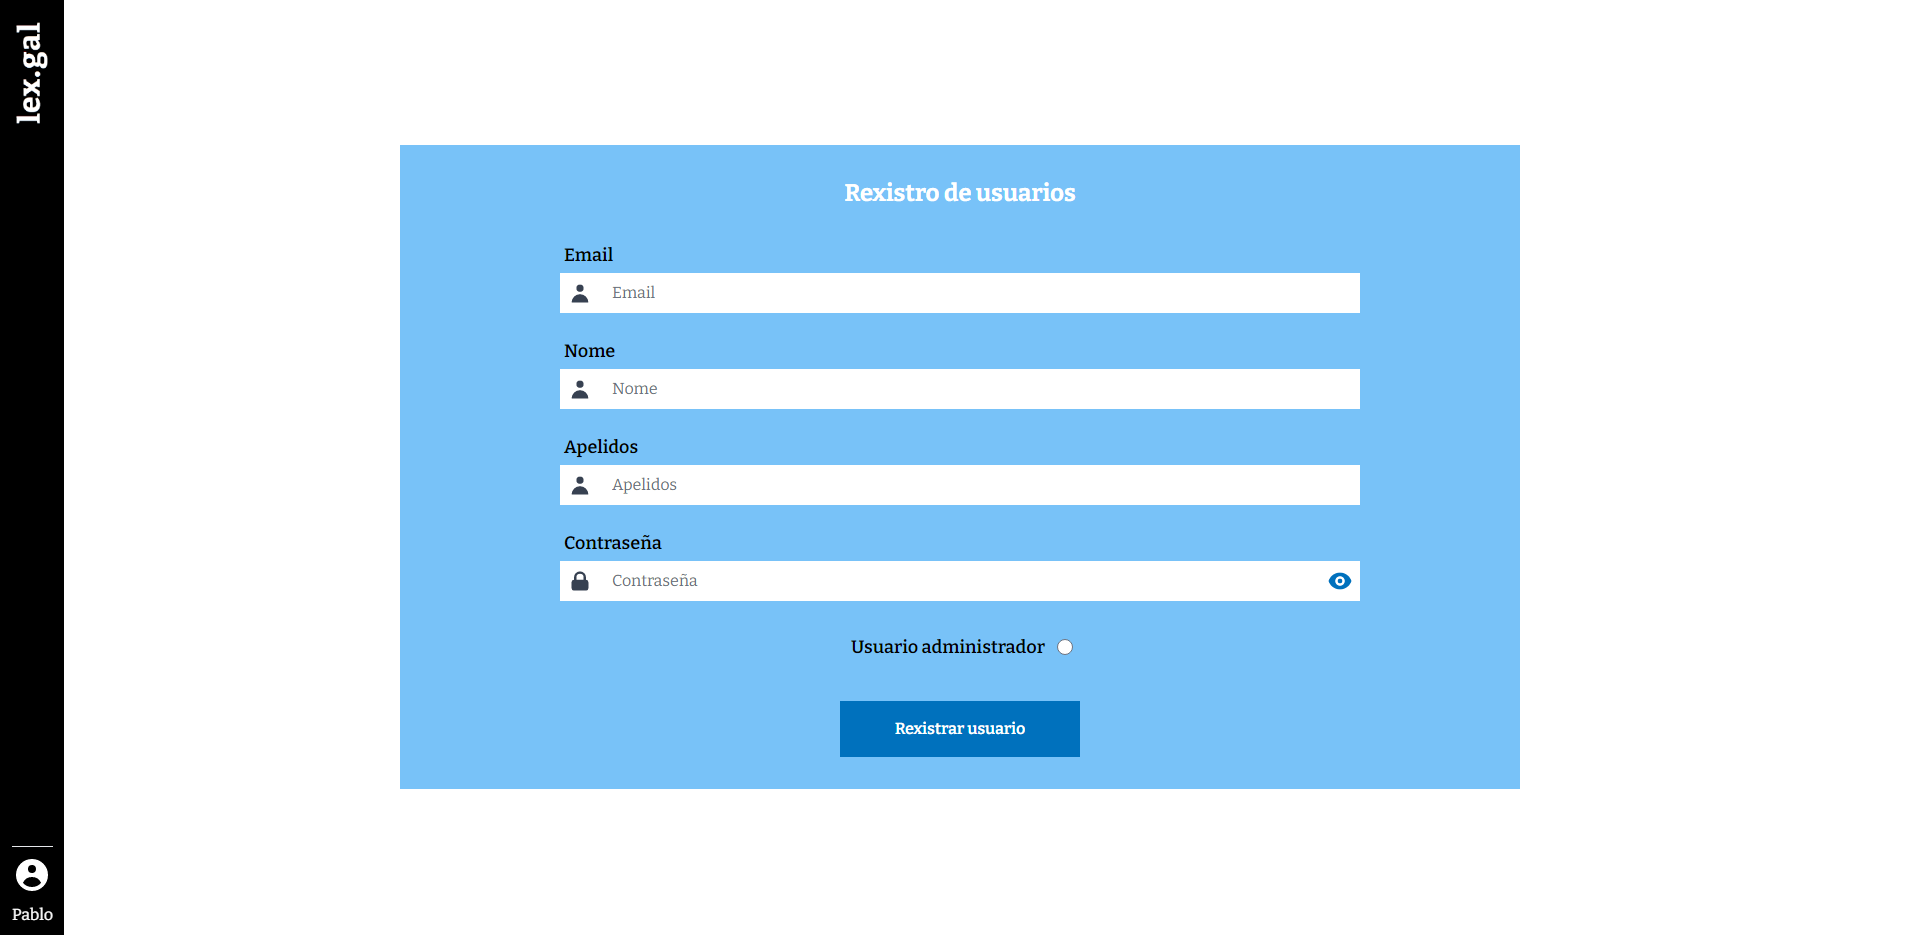 lex.gal
Rexistro de usuarios
Email
Email
Nome
Nome
Apelidos
Apelidos
Contraseña
Contraseña
Usuario administrador
Rexistrar usuario
Pablo